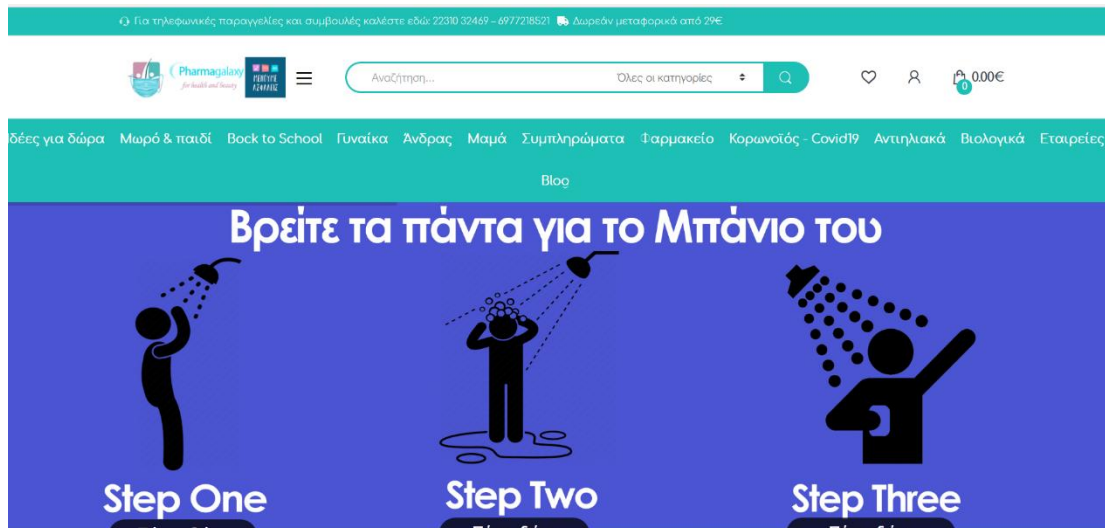 Για τηλεφωνικές παραγγελίες και συμβουλές καλέστε εδώ: 22310 32469 – 6977218521 Δωρεάν μεταφορικά από 29€
Pharmagalaxy
for health and beauty
ΜΕΝΟΥΜΕ
ΑΣΦΑΛΕΙΣ
Αναζήτηση...
Όλες οι κατηγορίες
0.00€
0
δέες για δώρα Μωρό & παιδί Bock to School Γυναίκα Άνδρας Μαμά Συμπληρώματα Φαρμακείο Κορωνοϊός – Covid19 Αντιηλιακά Βιολογικά Εταιρείες
Blog
Βρείτε τα πάντα για το Μπάνιο του
Step One
Step Two
Step Three